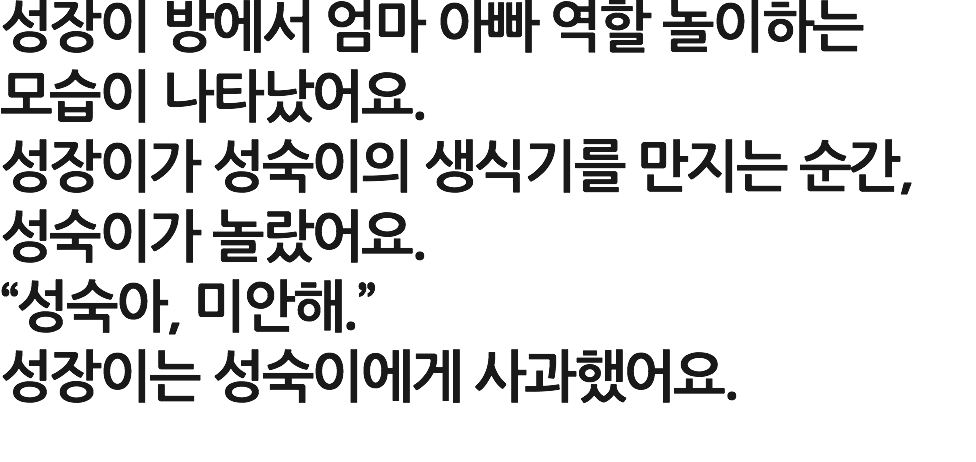 성장이 방에서 엄마 아빠 역할 놀이하는
모습이 나타났어요.
성장이가 성숙이의 생식기를 만지는 순간,
성숙이가 놀랐어요.
“성숙아, 미안해.”
성장이는 성숙이에게 사과했어요.